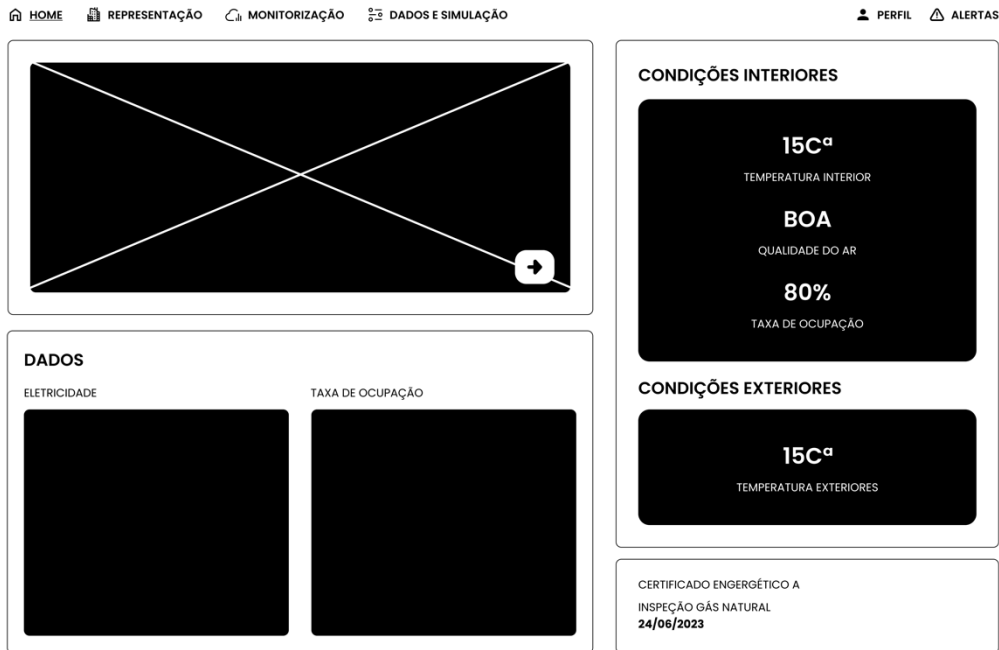 HOME
REPRESENTAÇÃO
MONITORIZAÇÃO
DADOS E SIMULAÇÃO
PERFIL
ALERTAS
DADOS
ELETRICIDADE
TAXA DE OCUPAÇÃO
CONDIÇÕES INTERIORES
15Cª
TEMPERATURA INTERIOR
BOA
QUALIDADE DO AR
80%
TAXA DE OCUPAÇÃO
CONDIÇÕES EXTERIORES
15Cª
TEMPERATURA EXTERIORES
CERTIFICADO ENGERGÉTICO A
INSPEÇÃO GÁS NATURAL
24/06/2023